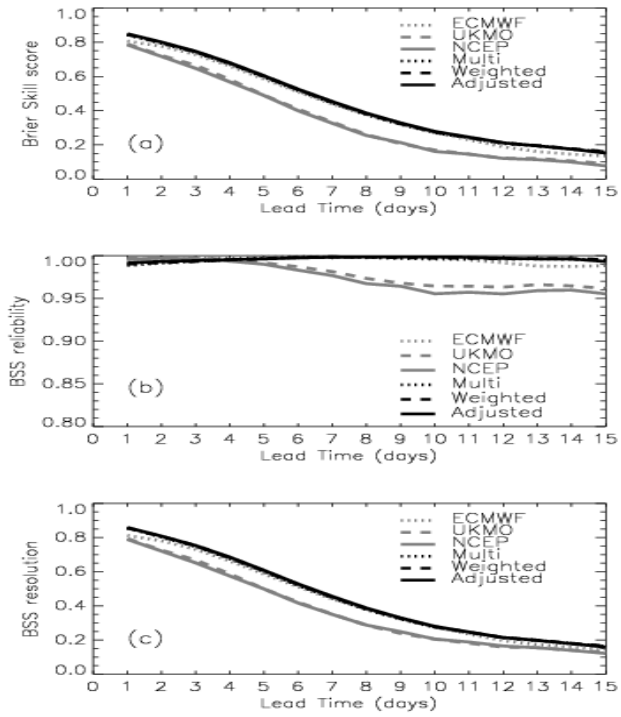 1.0
0.8
0.6
0.4
0.2
0.0
Brier Skill score
ECMWF
UKMO
NCEP
Multi
Weighted
Adjusted
(a)
0 1 2 3 4 5 6 7 8 9 10 11 12 13 14 15
Lead Time (days)
1.00
0.95
0.90
0.85
0.80
BSS reliability
ECMWF
UKMO
NCEP
Multi
Weighted
Adjusted
(b)
0 1 2 3 4 5 6 7 8 9 10 11 12 13 14 15
Lead Time (days)
1.0
0.8
0.6
0.4
0.2
0.0
BSS resolution
ECMWF
UKMO
NCEP
Multi
Weighted
Adjusted
(c)
0 1 2 3 4 5 6 7 8 9 10 11 12 13 14 15
Lead Time (days)